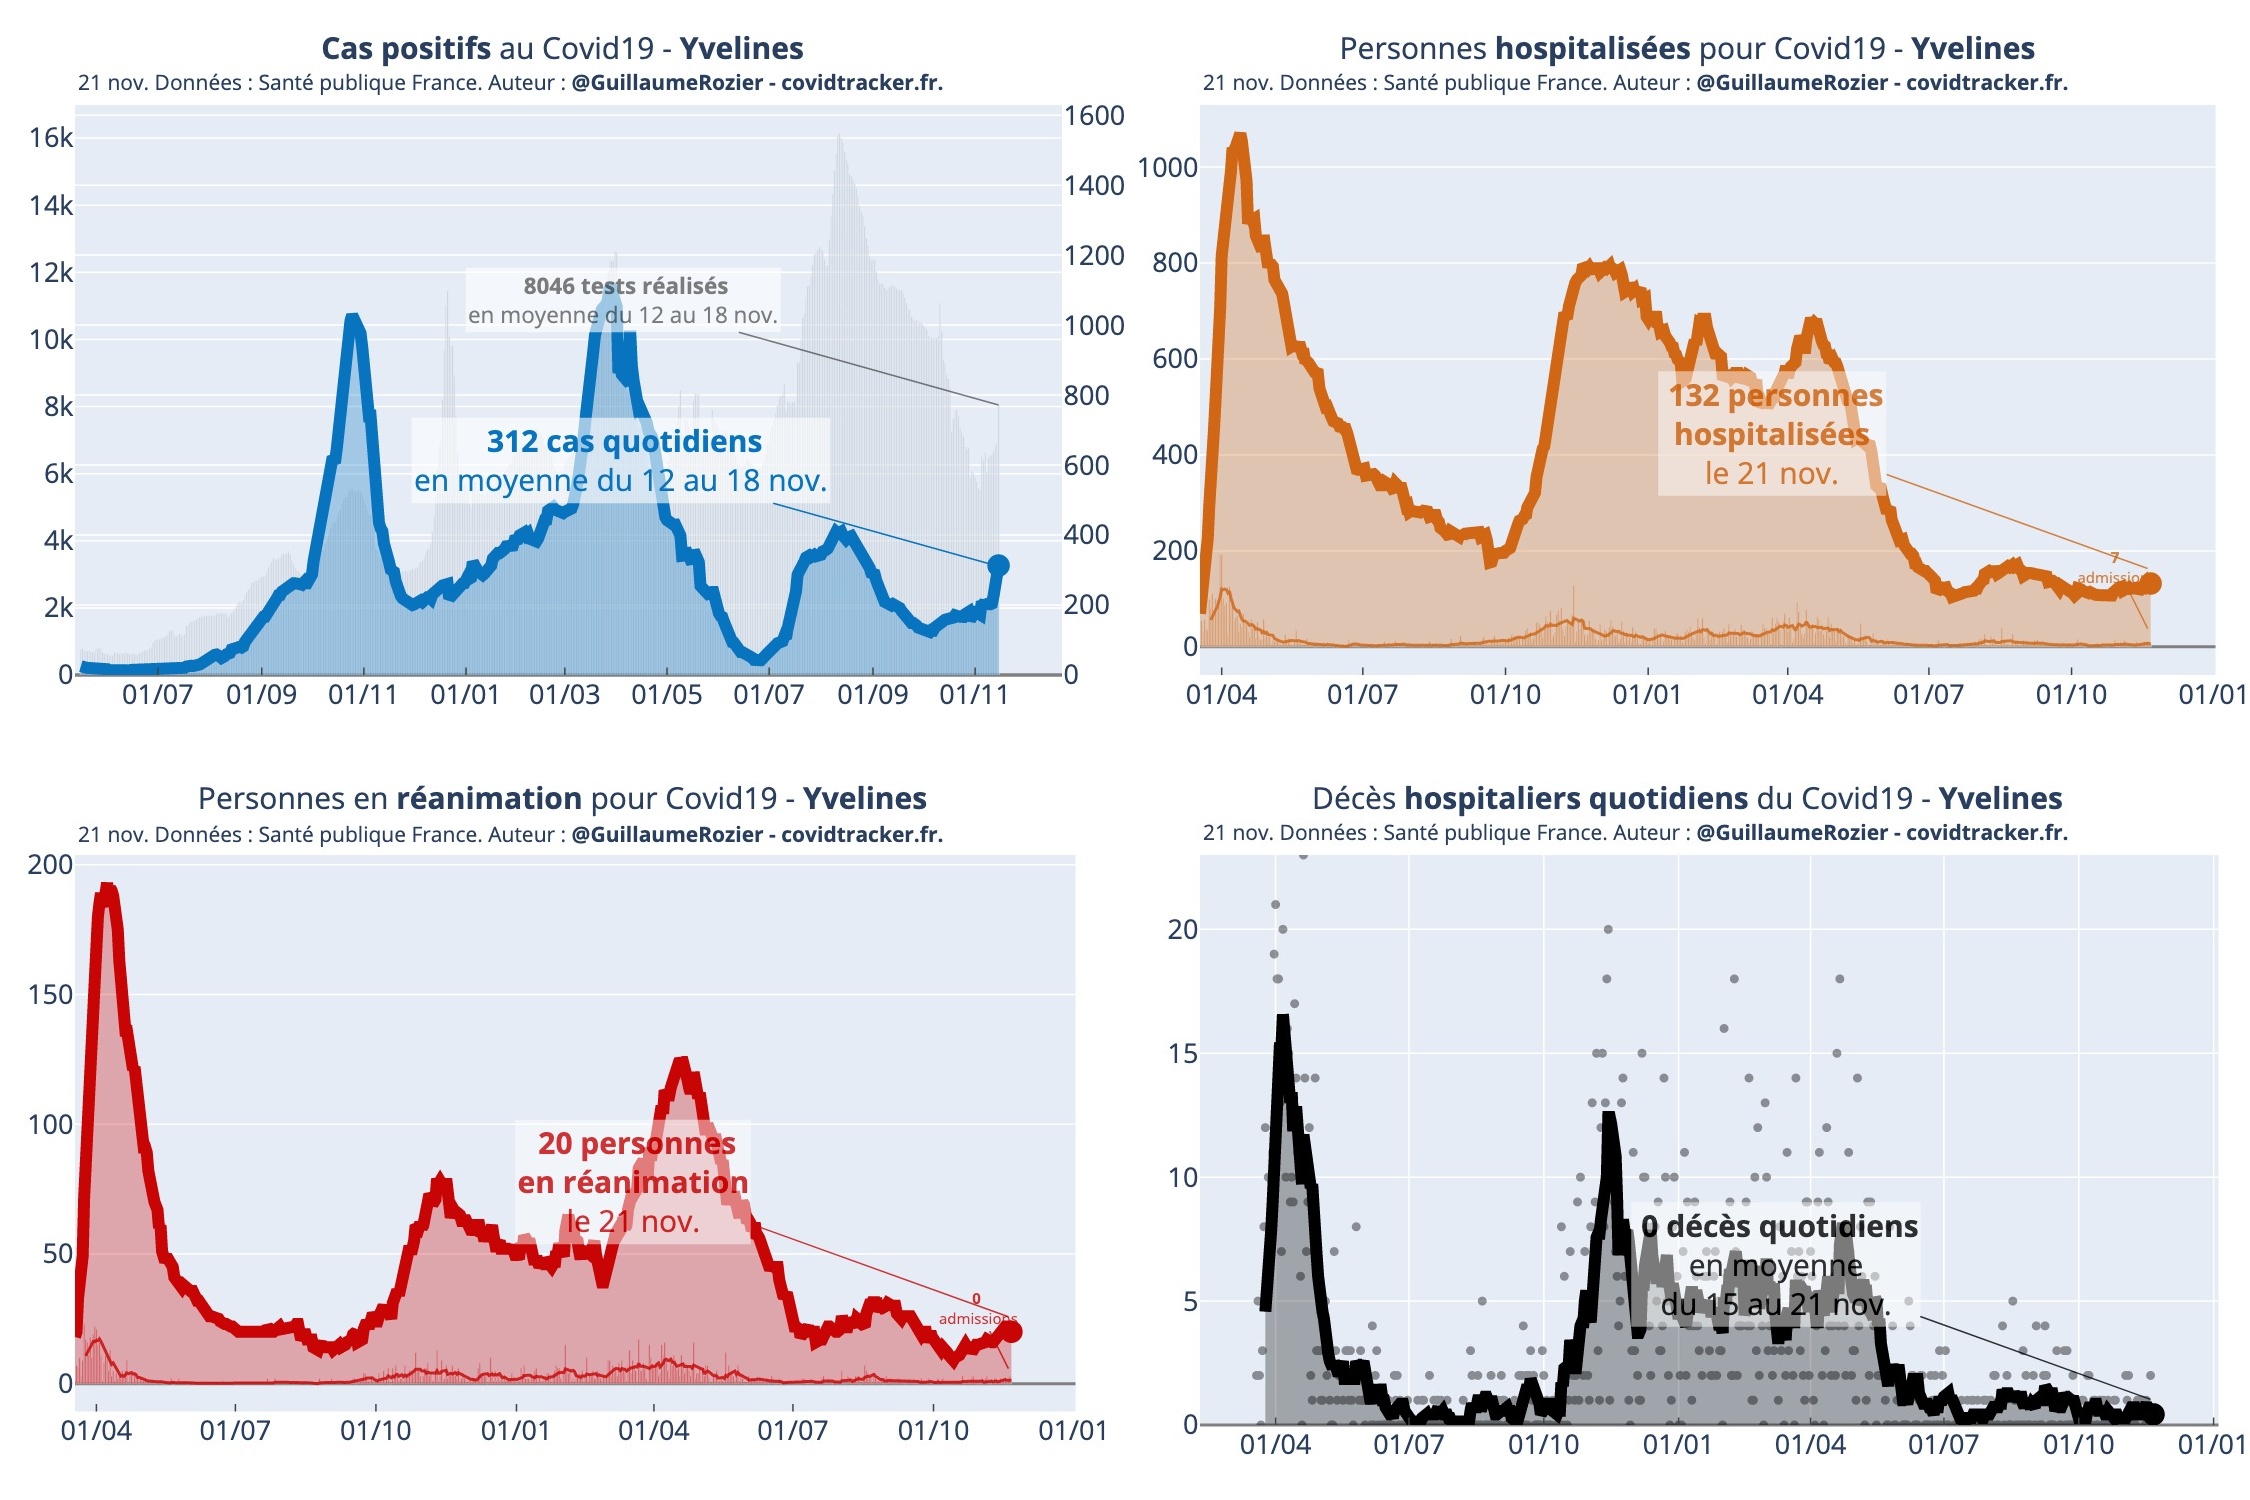 Cas positifs au Covid19 - Yvelines
21 nov. Données : Santé publique France. Auteur : @GuillaumeRozier - covidtracker.fr.
16k
14k
12k
10k
8k
6k
4k
2k
0
1600
1400
1200
1000
800
600
400
200
0
8046 tests réalisés
en moyenne du 12 au 18 nov.
312 cas quotidiens
en moyenne du 12 au 18 nov.
01/07 01/09 01/11 01/01 01/03 01/05 01/07 01/09 01/11
Personnes hospitalisées pour Covid19 - Yvelines
21 nov. Données : Santé publique France. Auteur : @GuillaumeRozier - covidtracker.fr.
1000
800
600
400
200
0
132 personnes
hospitalisées
le 21 nov.
7
admissions
01/04 01/07 01/10 01/01 01/04 01/07 01/10 01/01
Personnes en réanimation pour Covid19 - Yvelines
21 nov. Données : Santé publique France. Auteur : @GuillaumeRozier - covidtracker.fr.
200
150
100
50
0
20 personnes
en réanimation
le 21 nov.
0
admissions
01/04 01/07 01/10 01/01 01/04 01/07 01/10 01/01
Décès hospitaliers quotidiens du Covid19 - Yvelines
21 nov. Données : Santé publique France. Auteur : @GuillaumeRozier - covidtracker.fr.
20
15
10
5
0
0 décès quotidiens
en moyenne
du 15 au 21 nov.
01/04 01/07 01/10 01/01 01/04 01/07 01/10 01/01